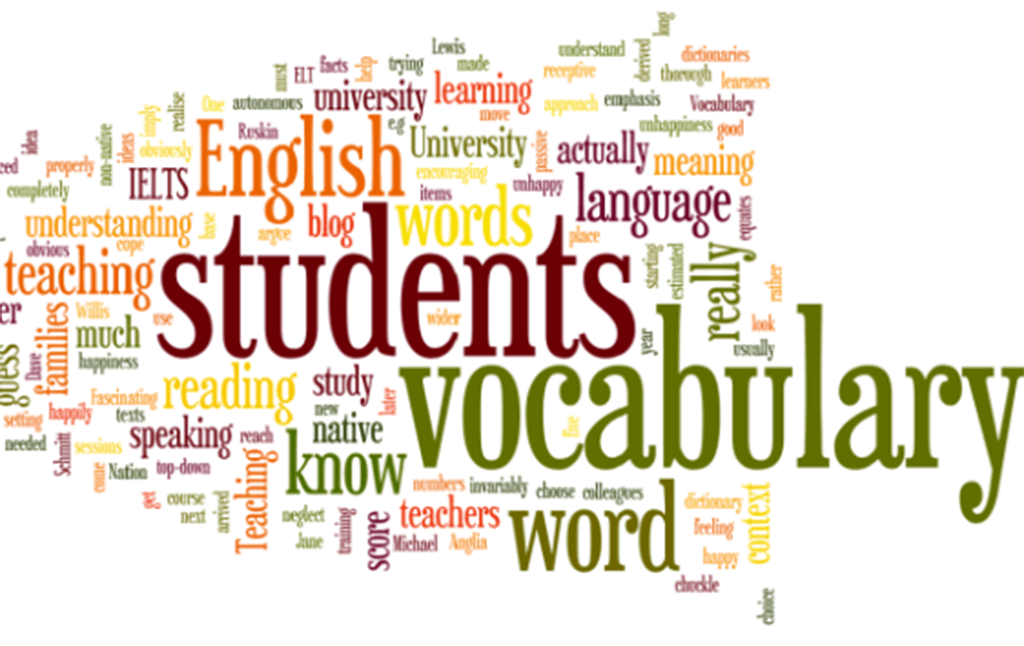 long
Lewis
understand
derived
dictionaries
must
ELT
facts
help
trying
made
receptive
thorough
learners
realise
One
autonomous
university
learning
move
approach
emphasis
Vocabulary
imply
Ruskin
e.g.
unhappiness
good
idea
non-native
ideas
obviously
English
University
passive
actually
meaning
properly
completely
IELTS
encouraging
items
unhappy
language
equates
understanding
base
argue
blog
words
place
obvious
cope
teaching
students
starting
estimated
really
rather
families
Willis
much
use
wider
year
look
usually
vocabulary
Dave
happiness
reading
study
later
Fascinating
texts
new
native
five
setting
happily
needed
Schmitt
sessions
speaking
reach
know
come
Nation
top-down
Teaching
numbers
invariably
choose
colleagues
get
course
next
arrived
neglect
Jane
training
score
teachers
Michael
Anglia
word
dictionary
feeling
happy
context
chuckle
choice